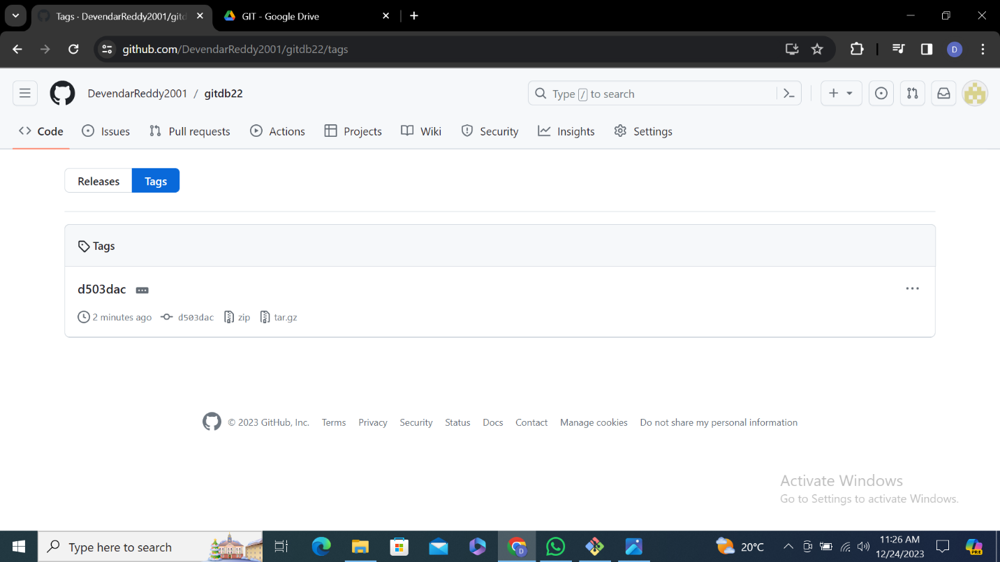 Tags · DevendarReddy2001/gitd
GIT - Google Drive
github.com/DevendarReddy2001/gitdb22/tags
D
DevendarReddy2001 / gitdb22
Type / to search
Code
Issues
Pull requests
Actions
Projects
Wiki
Security
Insights
Settings
Releases
Tags
Tags
d503dac
2 minutes ago
d503dac
zip
tar.gz
© 2023 GitHub, Inc.
Terms
Privacy
Security
Status
Docs
Contact
Manage cookies
Do not share my personal information
Activate Windows
Go to Settings to activate Windows.
Type here to search
D
20°C
11:26 AM
12/24/2023
PRE